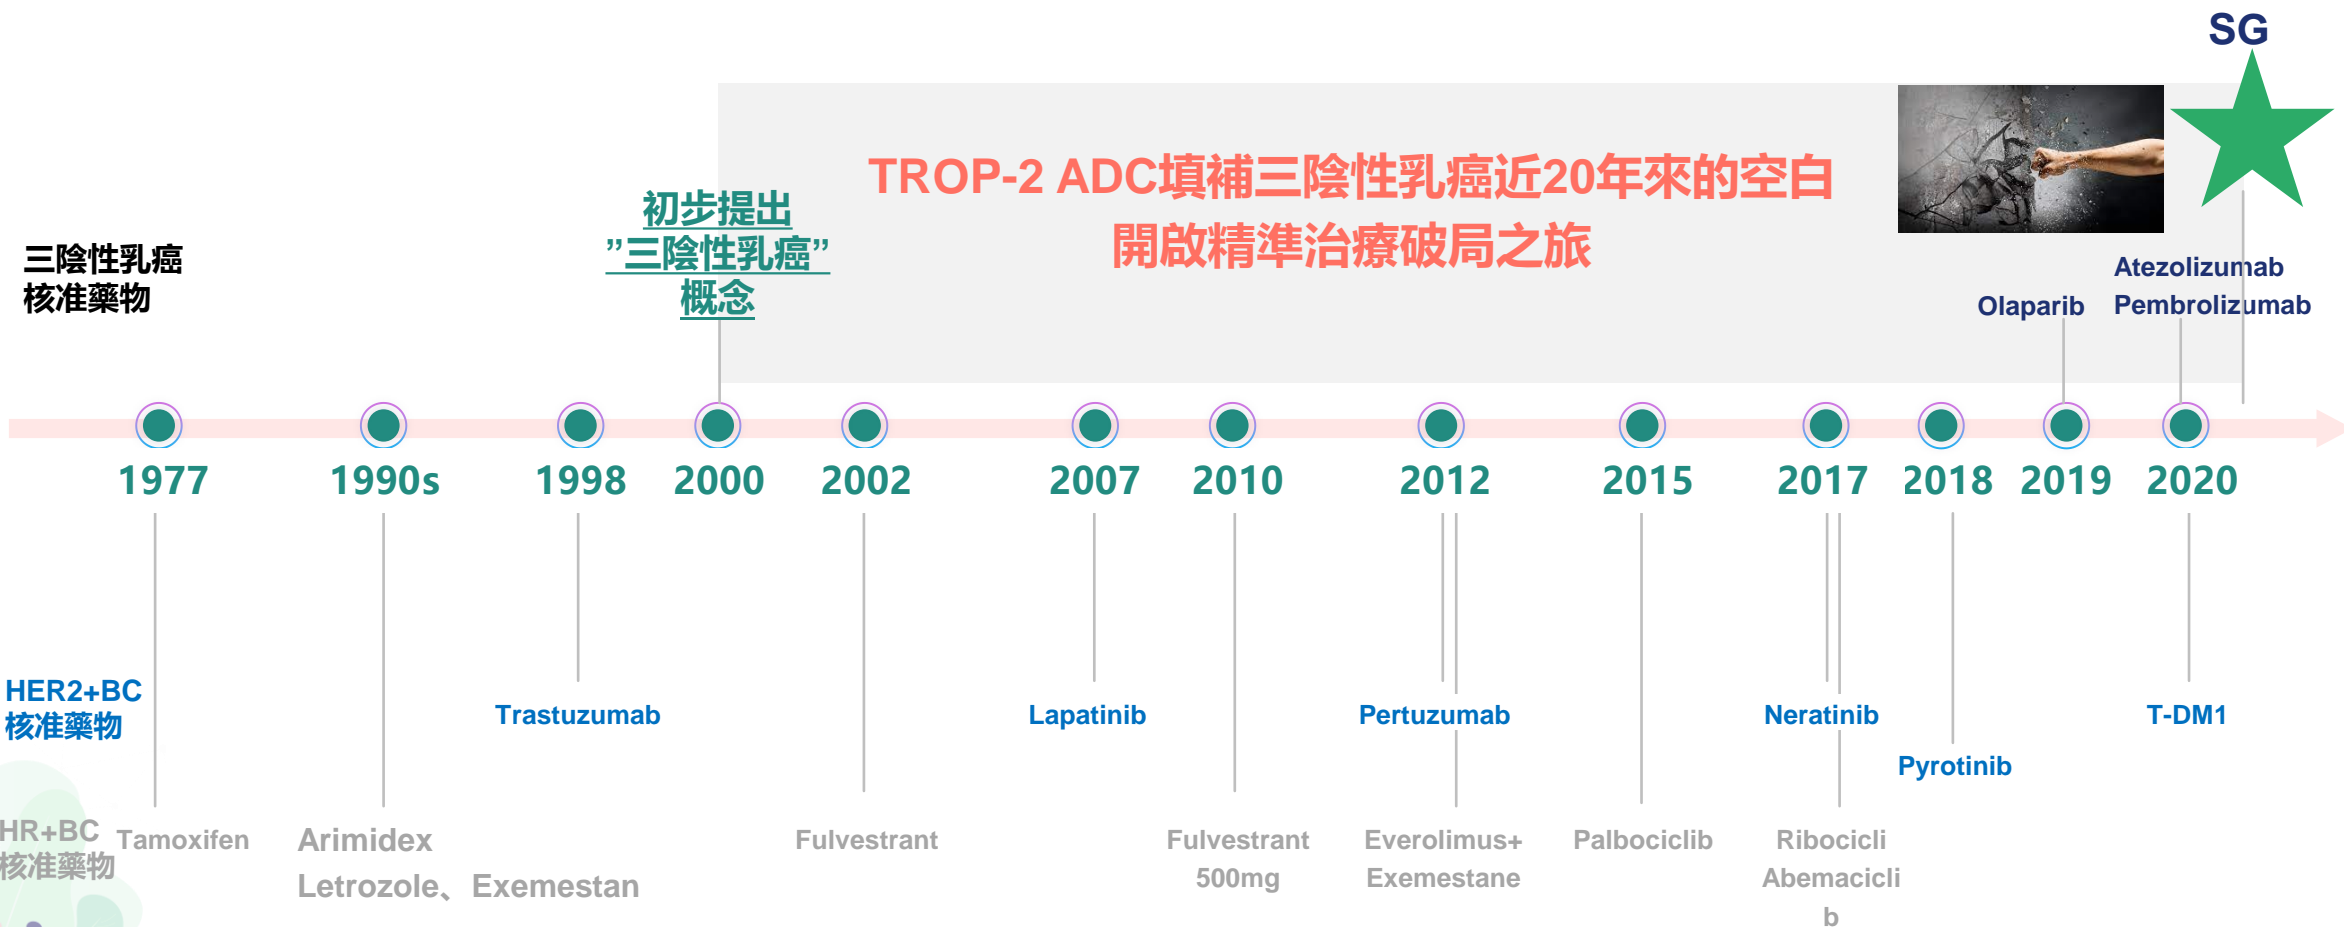 SG
TROP-2 ADC填補三陰性乳癌近20年來的空白
開啟精準治療破局之旅
初步提出
”三陰性乳癌”
概念
三陰性乳癌
核准藥物
Olaparib
Atezolizumab
Pembrolizumab
1977
1990s
1998
2000
2002
2007
2010
2012
2015
2017
2018
2019
2020
HER2+BC
核准藥物
Trastuzumab
Lapatinib
Pertuzumab
Neratinib
Pyrotinib
T-DM1
HR+BC
核准藥物
Tamoxifen
Arimidex
Letrozole、Exemestan
Fulvestrant
Fulvestrant
500mg
Everolimus+
Exemestane
Palbociclib
Ribocicli
Abemacicli
b